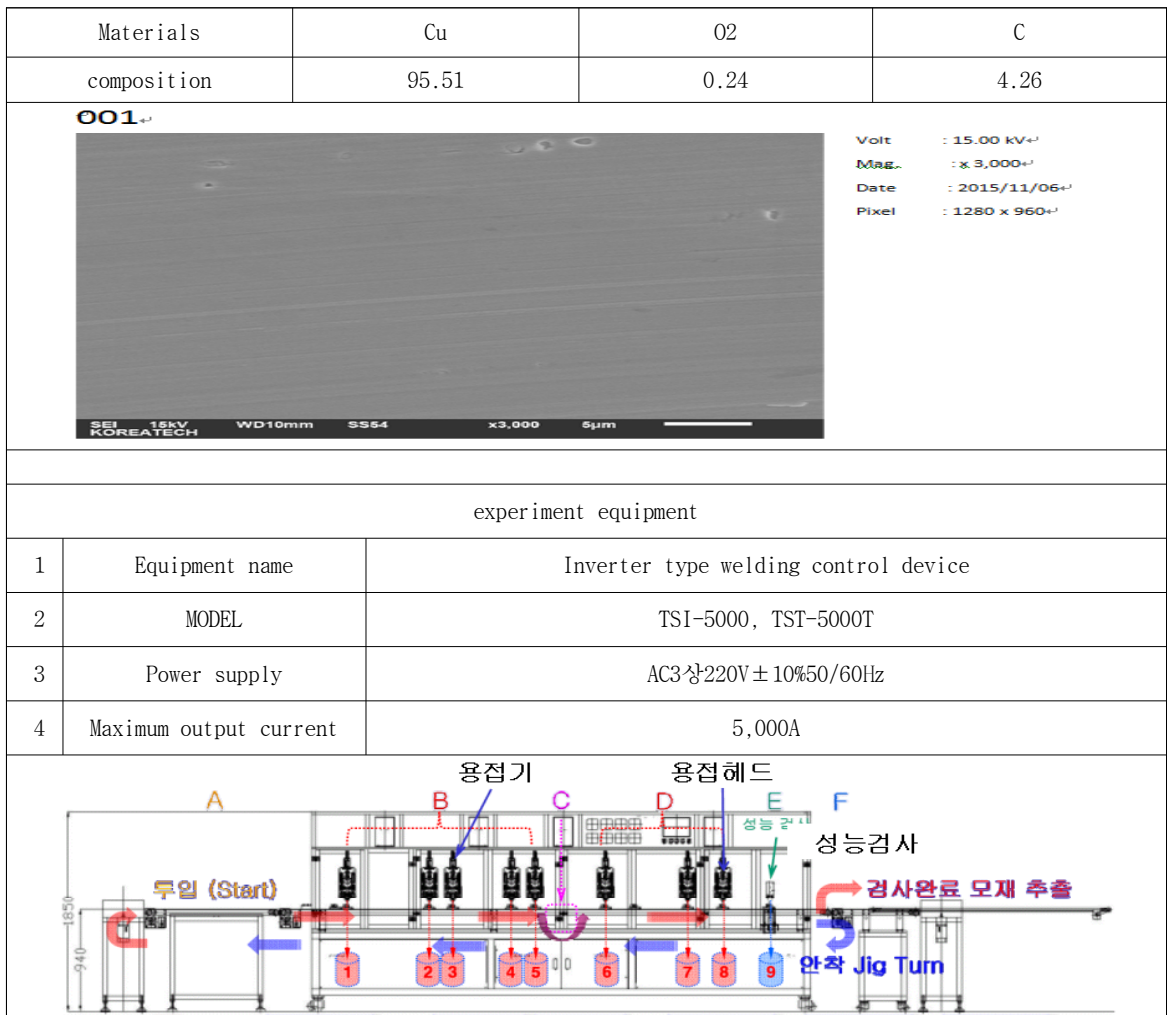 Materials Cu O2 C
composition 95.51 0.24 4.26
001
Volt : 15.00 kV
Mag. : x 3,000
Date : 2015/11/06
Pixel : 1280 x 960
SEI 15kV WD10mm SS54 x3,000 5μm
KOREATECH
experiment equipment
1 Equipment name Inverter type welding control device
2 MODEL TSI-5000, TST-5000T
3 Power supply AC3상220V±10%50/60Hz
4 Maximum output current 5,000A
용접기 용접헤드
A B C D E F
성능검사
투입 (Start) 검사완료 모재 추출
1850
940
1 2 3 4 5 6 7 8 9
안착 Jig Turn